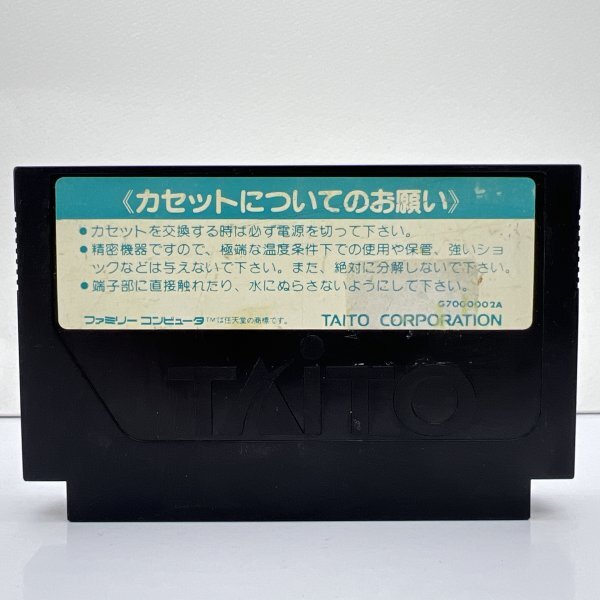 《カセットについてのお願い》
●カセットを交換する時は必ず電源を切って下さい。
●精密機器ですので、極端な温度条件下での使用や保管、強いショ
ックなどは与えないで下さい。また、絶対に分解しないで下さい。
●端子部に直接触れたり、水にぬらさないようにして下さい。
G7000002A
ファミリーコンピュータTMは任天堂の商標です。 TAITO CORPORATION
TAITO